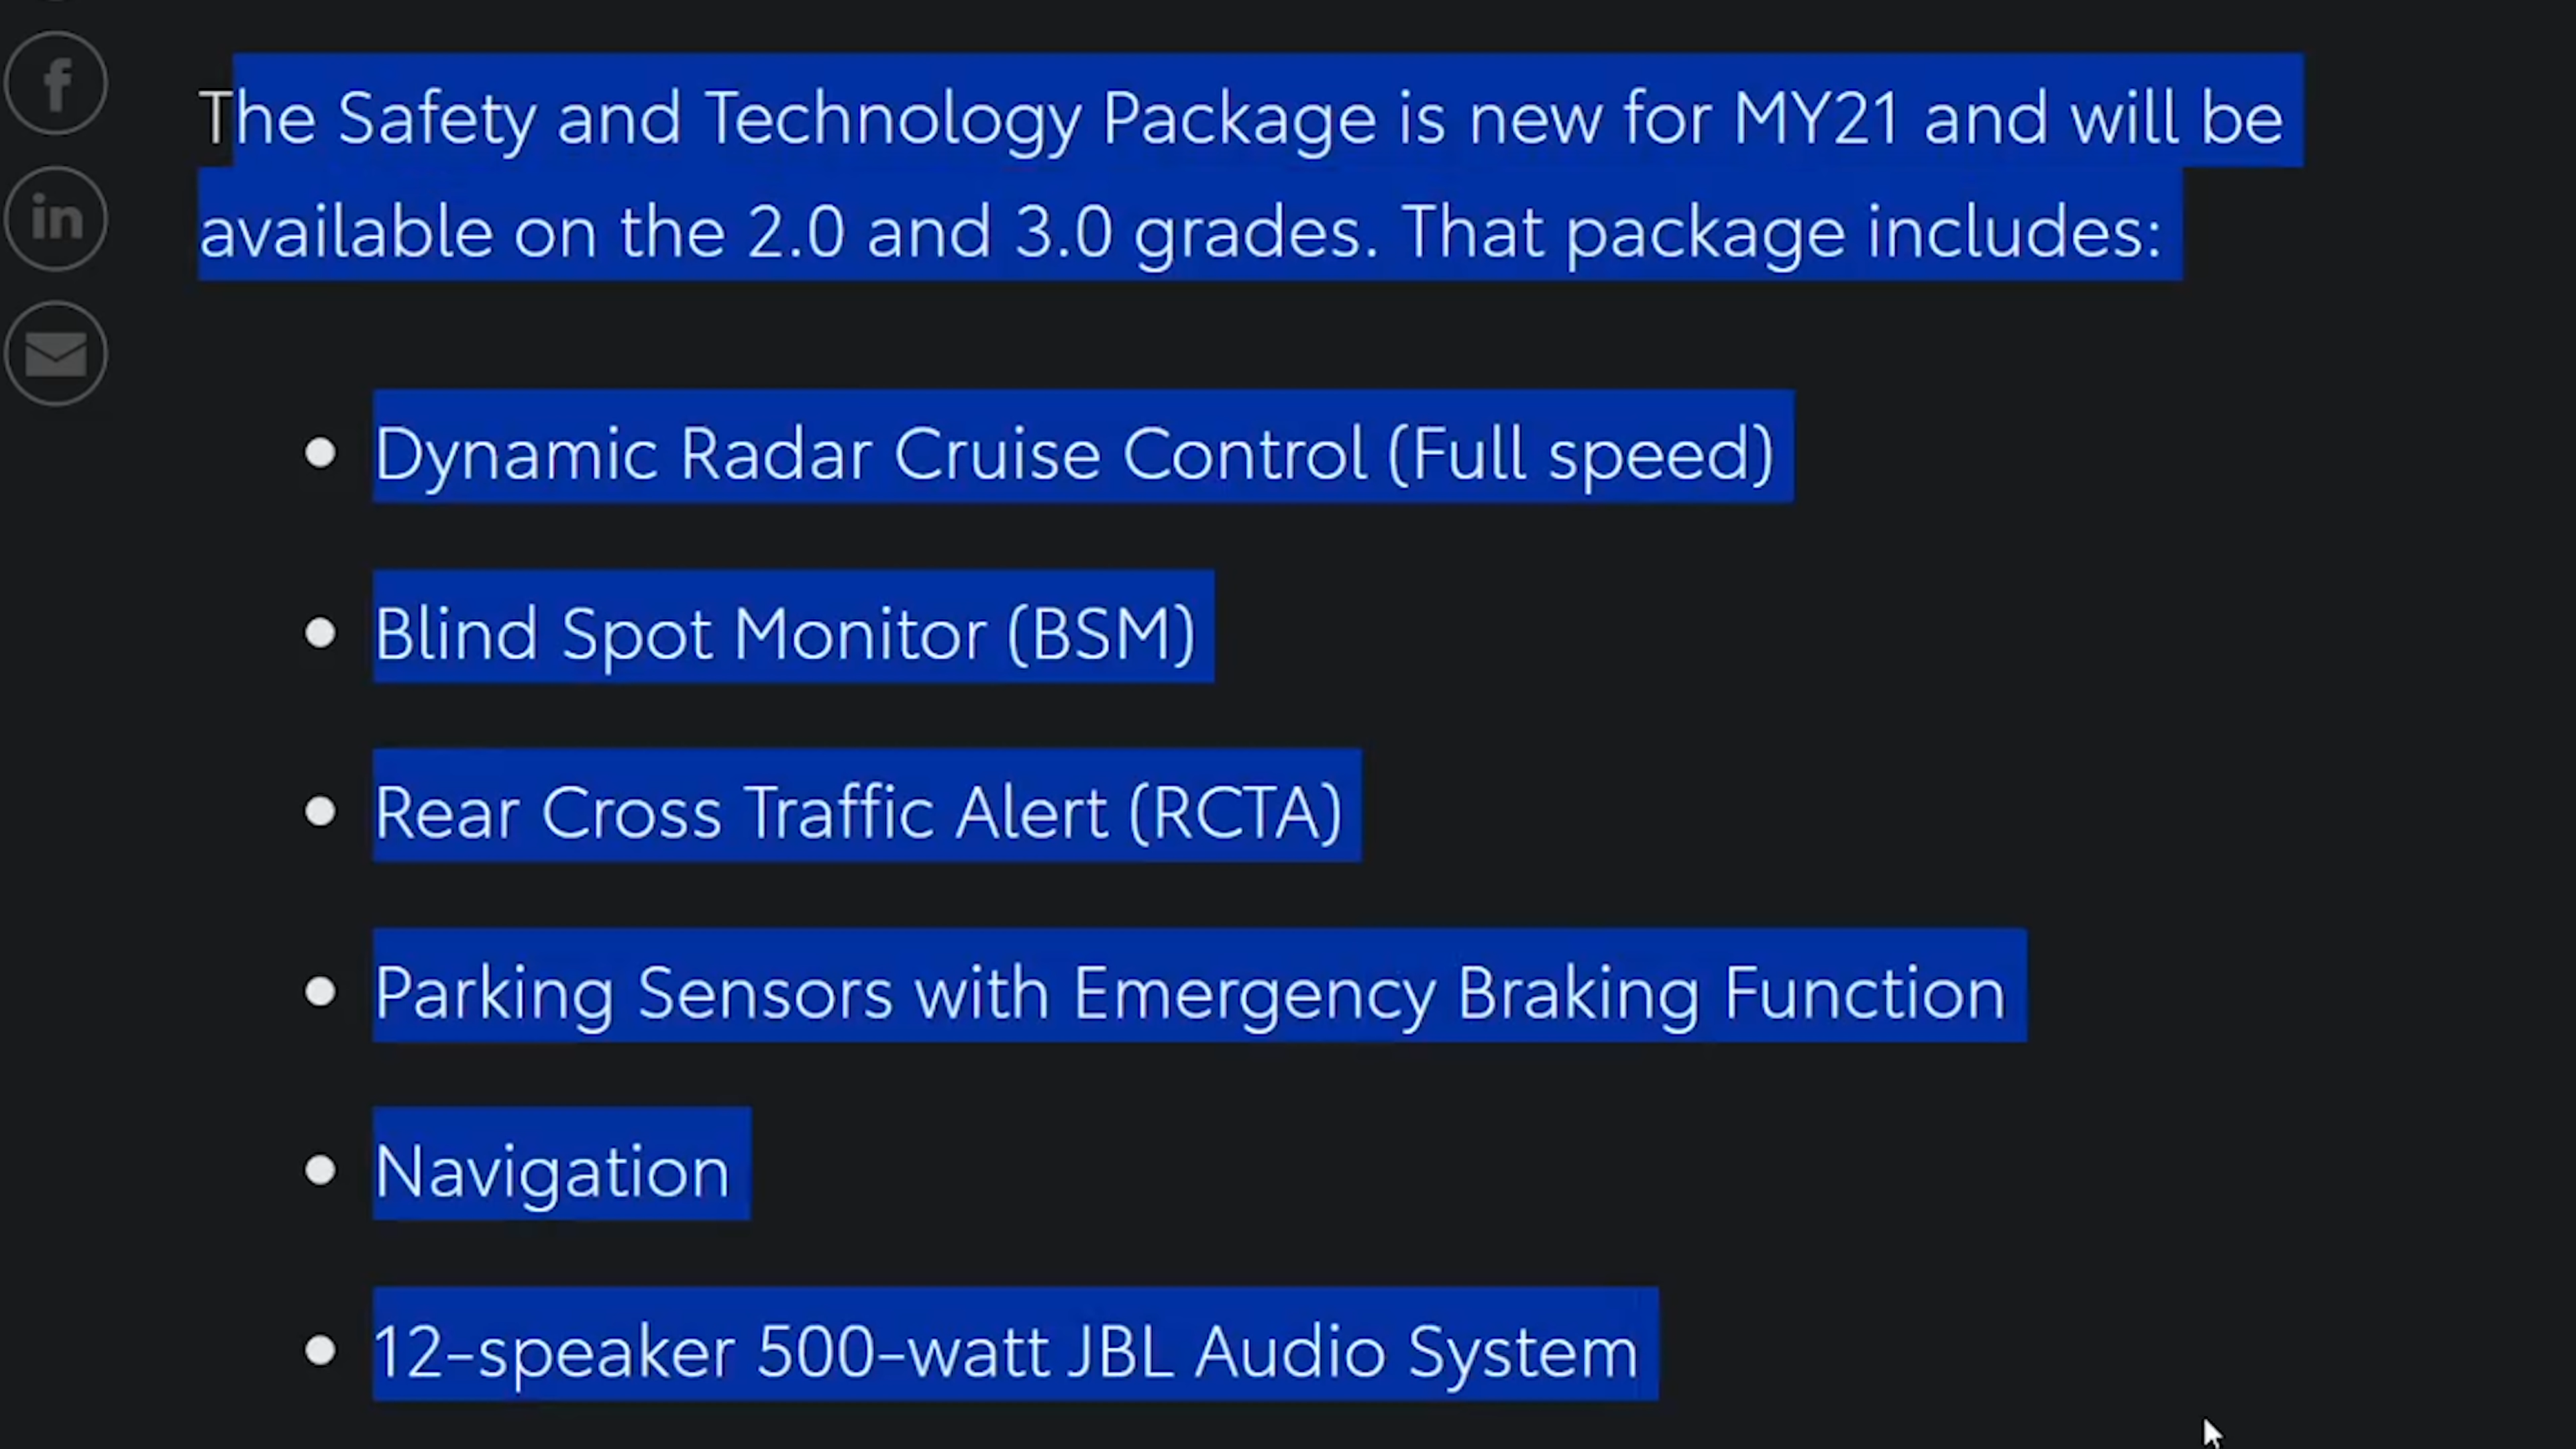 The Safety and Technology Package is new for MY21 and will be
available on the 2.0 and 3.0 grades. That package includes:
Dynamic Radar Cruise Control (Full speed)
Blind Spot Monitor (BSM)
Rear Cross Traffic Alert (RCTA)
Parking Sensors with Emergency Braking Function
Navigation
12-speaker 500-watt JBL Audio System